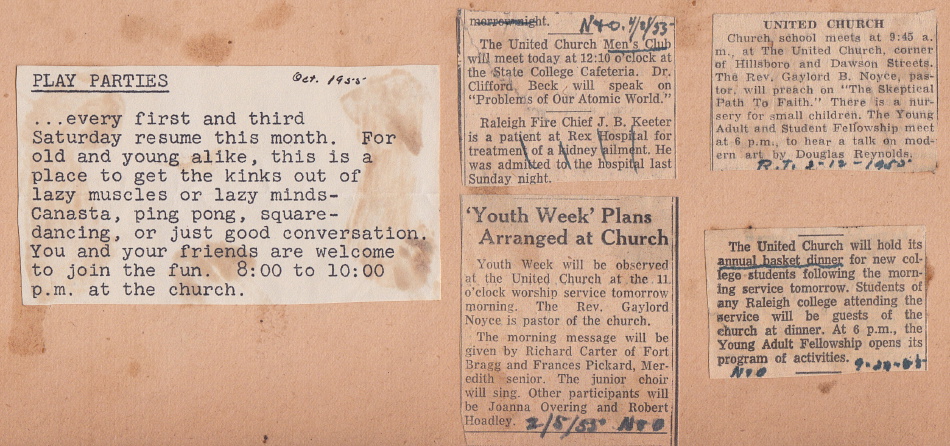 PLAY PARTIES Oct. 1955
...every first and third
Saturday resume this month. For
old and young alike, this is a
place to get the kinks out of
lazy muscles or lazy minds-
Canasta, ping pong, square-
dancing, or just good conversation.
You and your friends are welcome
to join the fun. 8:00 to 10:00
p.m. at the church.
morrow night. N+O. 4/2/55
The United Church Men's Club
will meet today at 12:10 o'clock at
the State College Cafeteria. Dr.
Clifford Beck will speak on
"Problems of Our Atomic World."
Raleigh Fire Chief J. B. Keeter
is a patient at Rex Hospital for
treatment of a kidney ailment. He
was admitted to the hospital last
Sunday night.
'Youth Week' Plans
Arranged at Church
Youth Week will be observed
at the United Church at the 11
o'clock worship service tomorrow
morning. The Rev. Gaylord
Noyce is pastor of the church.
The morning message will be
given by Richard Carter of Fort
Bragg and Frances Pickard, Mer-
edith senior. The junior choir
will sing. Other participants will
be Joanna Overing and Robert
Hoadley. 2/5/55 N+O
UNITED CHURCH
Church school meets at 9:45 a.
m., at The United Church, corner
of Hillsboro and Dawson Streets.
The Rev. Gaylord B. Noyce, pas-
tor, will preach on "The Skeptical
Path To Faith." There is a nur-
sery for small children. The Young
Adult and Student Fellowship meet
at 6 p.m., to hear a talk on mod-
ern art by Douglas Reynolds.
R.T. 2-12-1955
The United Church will hold its
annual basket dinner for new col-
lege students following the morn-
ing service tomorrow. Students of
any Raleigh college attending the
service will be guests of the
church at dinner. At 6 p.m., the
Young Adult Fellowship opens its
program of activities.
N+O